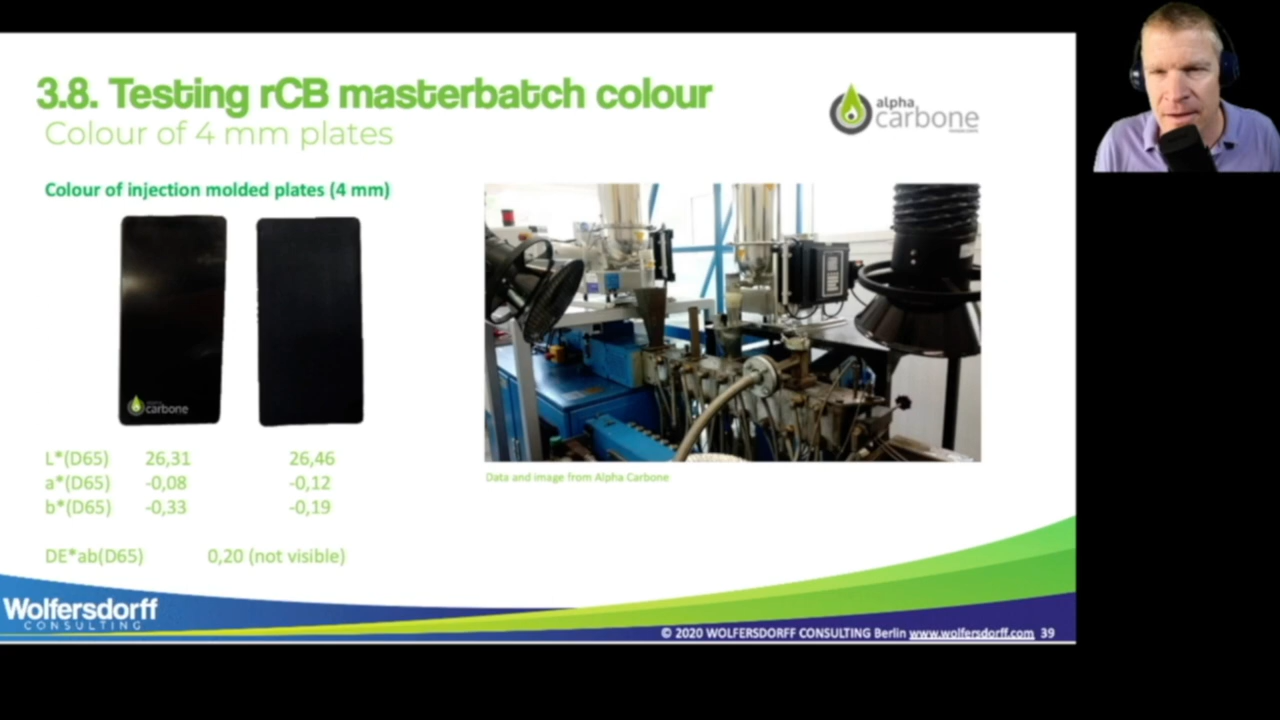 3.8. Testing rCB masterbatch colour
Colour of 4 mm plates
alpha
carbone
Colour of injection molded plates (4 mm)
carbone
L*(D65) 26,31 26,46
a*(D65) -0,08 -0,12
b*(D65) -0,33 -0,19
DE*ab(D65) 0,20 (not visible)
Data and image from Alpha Carbone
Wolfersdorff
CONSULTING
© 2020 WOLFERSDORFF CONSULTING Berlin www.wolfersdorff.com 39